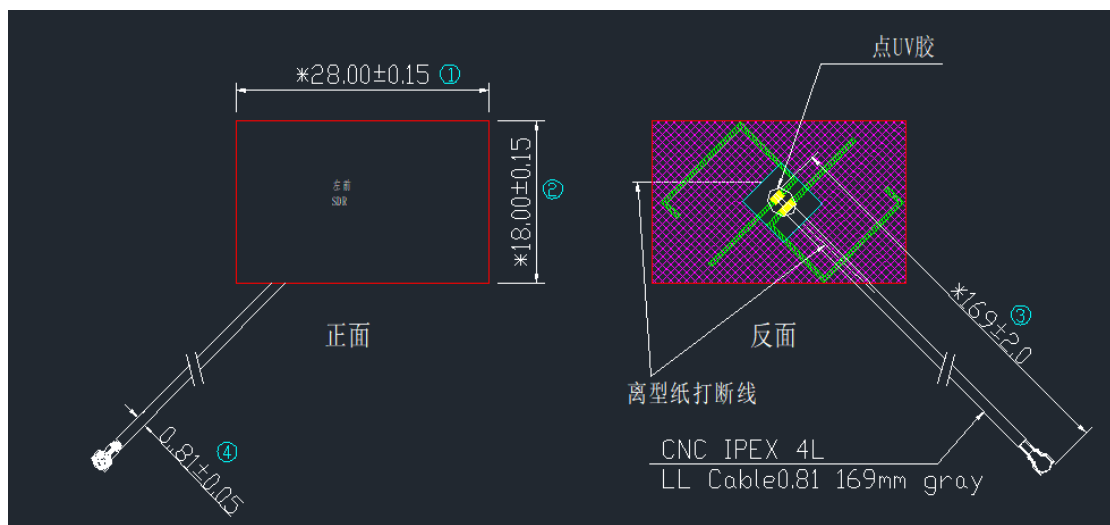 点UV胶
*28.00±0.15 ①
*18.00±0.15 ②
左前
SDR
*169±2.0 ③
正面
反面
离型纸打断线
0.81±0.05 ④
CNC IPEX 4L
LL Cable0.81 169mm gray